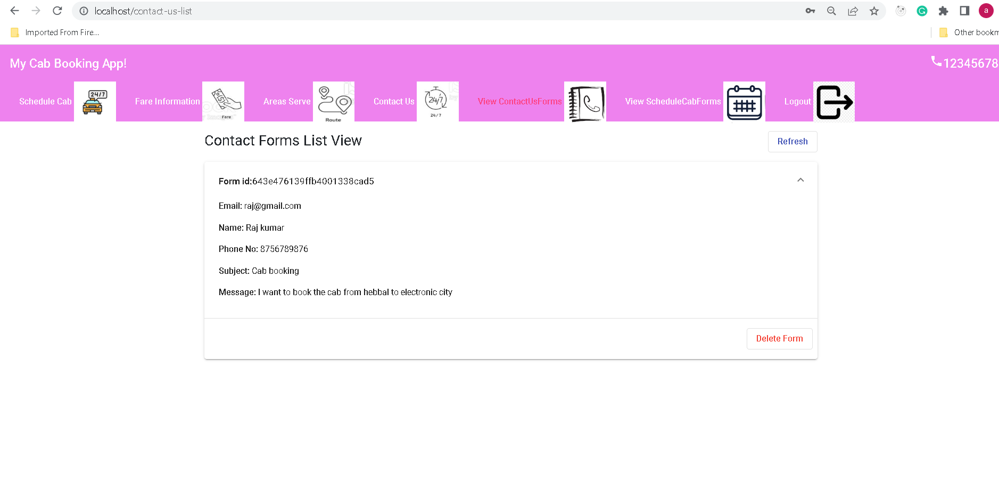 localhost/contact-us-list
a
Imported From Fire...
Other bookm
My Cab Booking App!
12345678
Schedule Cab
24/7
Fare Information
Fare
Areas Serve
Route
Contact Us
24/7
24/7
View ContactUsForms
View ScheduleCabForms
Logout
Contact Forms List View
Refresh
Form id:643e476139ffb4001338cad5
Email: raj@gmail.com
Name: Raj kumar
Phone No: 8756789876
Subject: Cab booking
Message: I want to book the cab from hebbal to electronic city
Delete Form